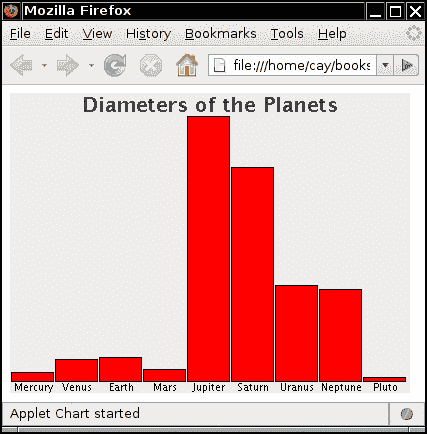 Mozilla Firefox
File Edit View History Bookmarks Tools Help
file:///home/cay/books
Diameters of the Planets
Mercury Venus Earth Mars Jupiter Saturn Uranus Neptune Pluto
Applet Chart started